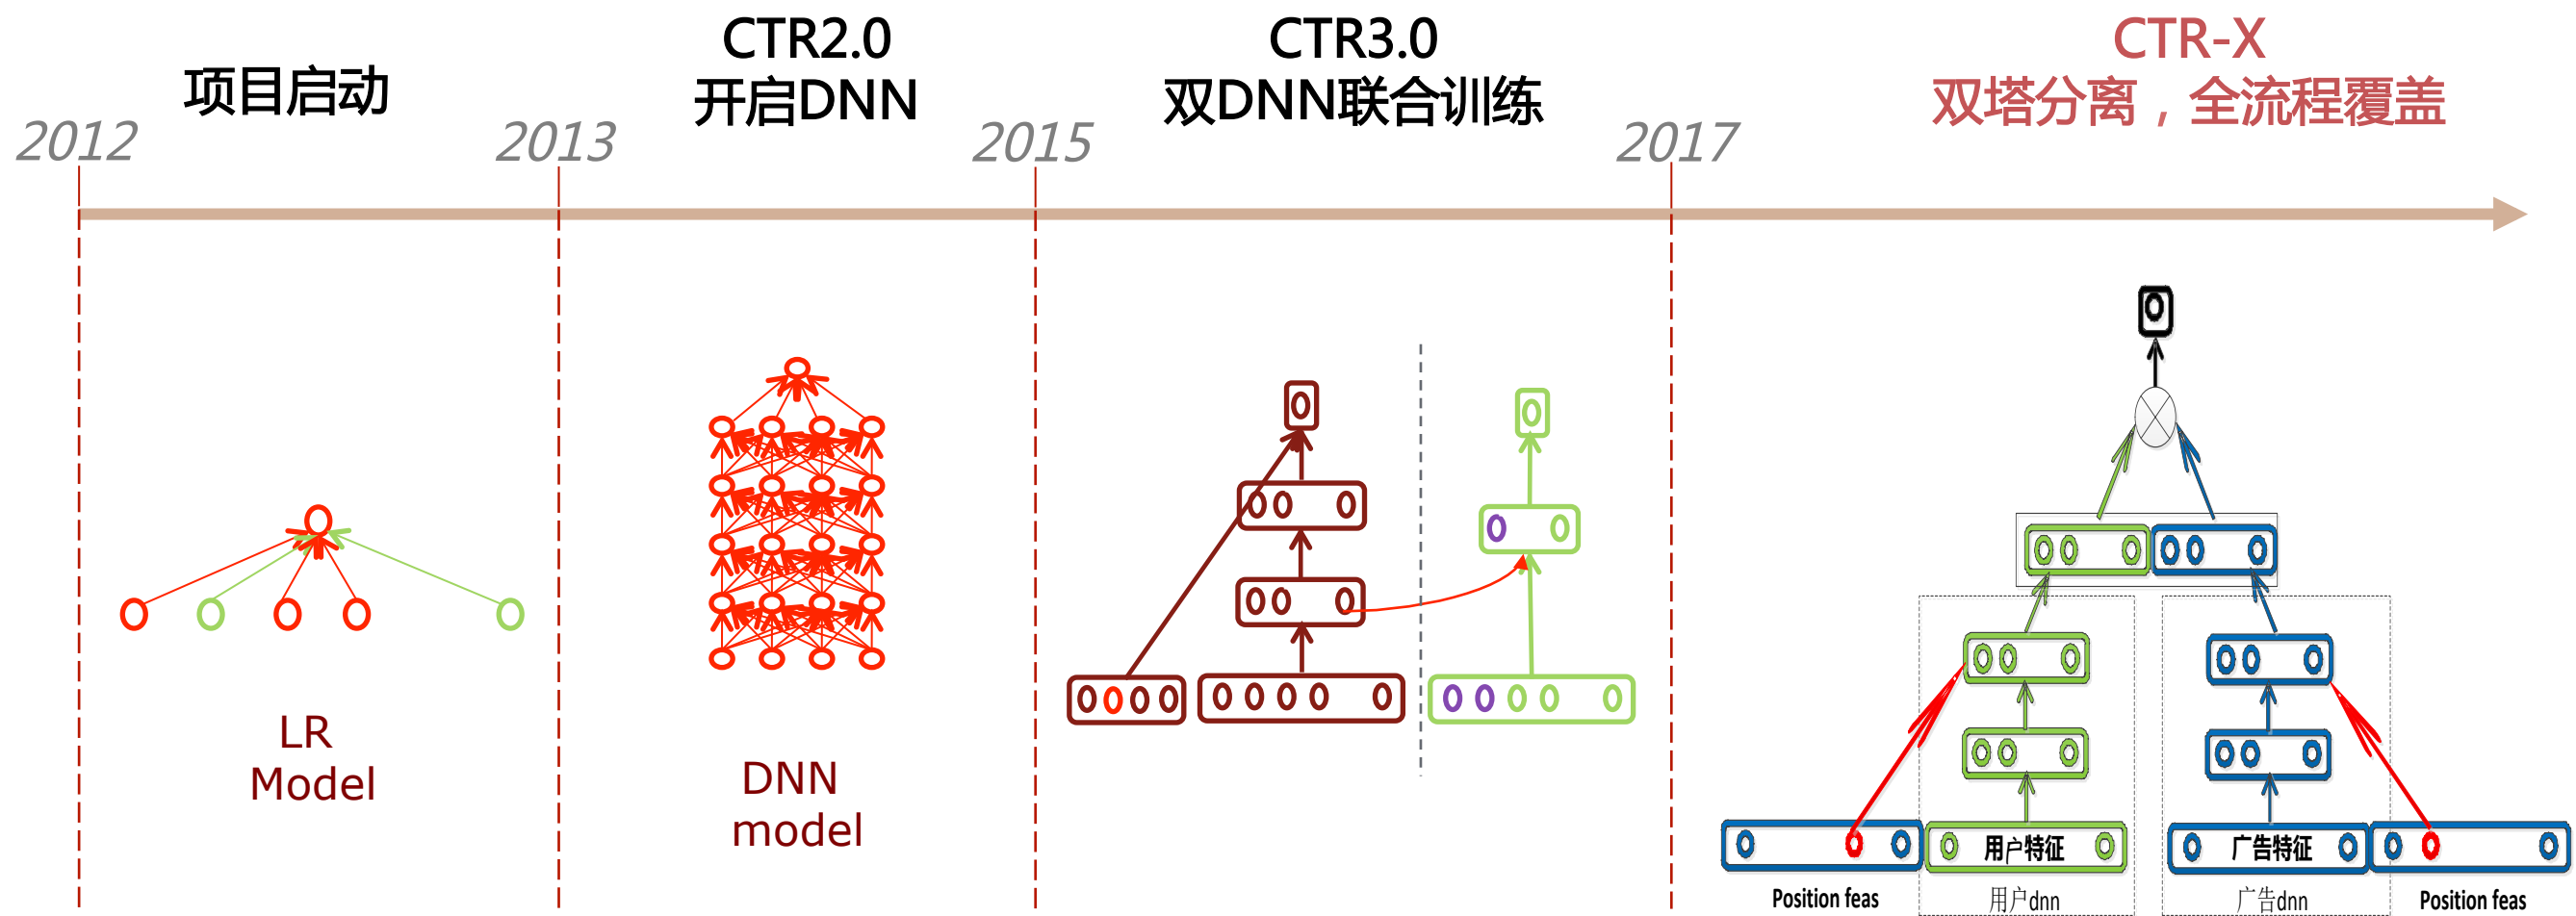 项目启动
CTR2.0
开启DNN
CTR3.0
双DNN联合训练
CTR-X
双塔分离，全流程覆盖
2012
2013
2015
2017
LR
Model
DNN
model
用户特征
广告特征
Position feas
用户dnn
广告dnn
Position feas